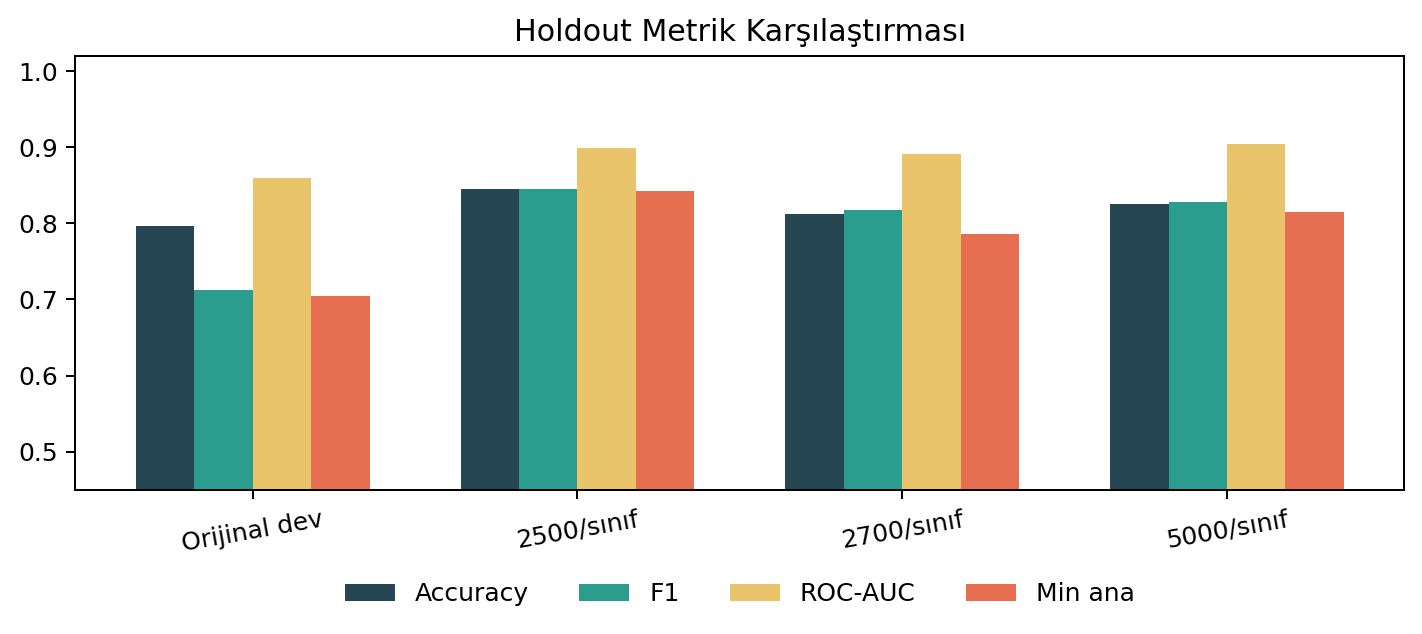 Holdout Metrik Karşılaştırması
1.0
0.9
0.8
0.7
0.6
0.5
Orijinal dev 2500/sınıf 2700/sınıf 5000/sınıf
Accuracy F1 ROC-AUC Min ana